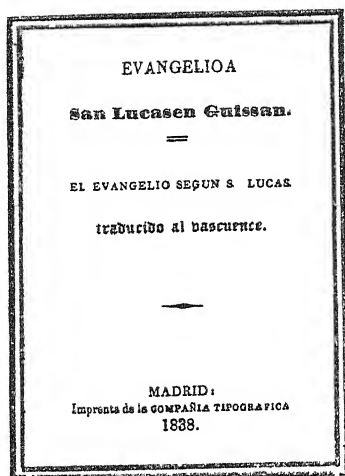 EVANGELIOA
San Lucasen Guissan.
EL EVANGELIO SEGUN S. LUCAS
traducido al vascuence.
MADRID:
Imprenta de la COMPAÑIA TIPOGRAFICA
1838.